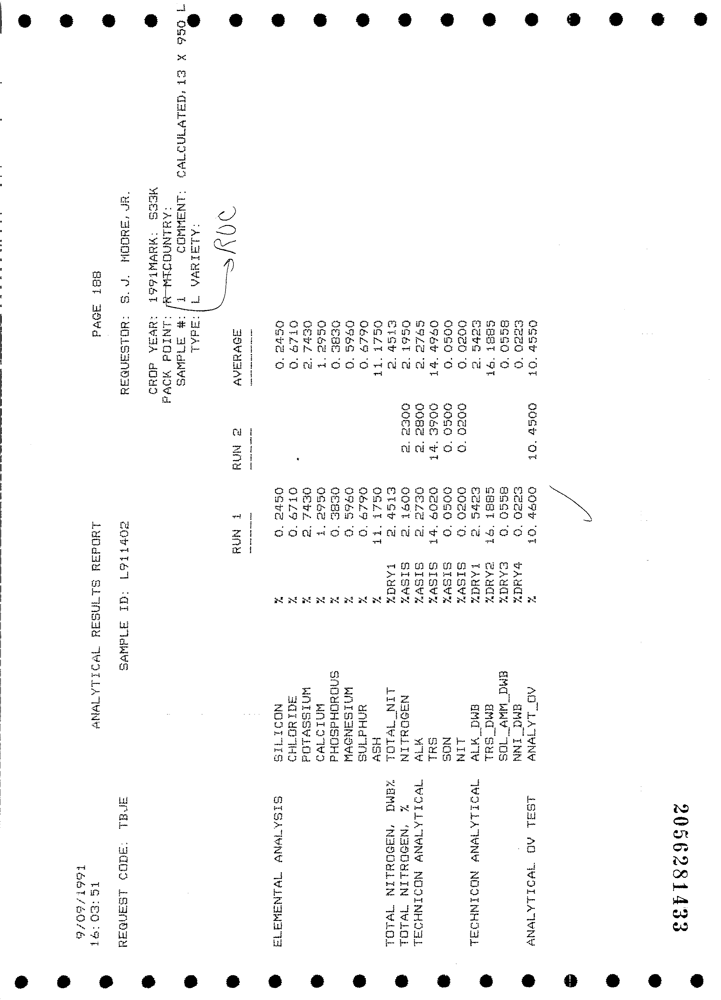 9/09/1991 ANALYTICAL RESULTS REPORT PAGE 188
16:03:51
REQUEST CODE: TBJE SAMPLE ID: L911402 REQUESTOR: S. J. MOORE, JR.
CROP YEAR: 1991MARK: S33K
PACK POINT: R MTCOUNTRY:
SAMPLE #: 1 COMMENT: CALCULATED, 13 X 950 L
TYPE: L VARIETY:
→ RUC
RUN 1 RUN 2 AVERAGE
ELEMENTAL ANALYSIS SILICON % 0.2450 0.2450
CHLORIDE % 0.6710 0.6710
POTASSIUM % 2.7430 2.7430
CALCIUM % 1.2950 1.2950
PHOSPHOROUS % 0.3830 0.3830
MAGNESIUM % 0.5960 0.5960
SULPHUR % 0.6790 0.6790
ASH % 11.1750 11.1750
TOTAL NITROGEN, DWB% TOTAL_NIT %DRY1 2.4513 2.4513
TOTAL NITROGEN, % NITROGEN %ASIS 2.1600 2.2300 2.1950
TECHNICON ANALYTICAL ALK %ASIS 2.2730 2.2800 2.2765
TRS %ASIS 14.6020 14.3900 14.4960
SON %ASIS 0.0500 0.0500 0.0500
NIT %ASIS 0.0200 0.0200 0.0200
TECHNICON ANALYTICAL ALK_DWB %DRY1 2.5423 2.5423
TRS_DWB %DRY2 16.1885 16.1885
SOL_AMM_DWB %DRY3 0.0558 0.0558
NNI_DWB %DRY4 0.0223 0.0223
ANALYTICAL OV TEST ANALYT_OV % 10.4600 10.4500 10.4550
2056281433